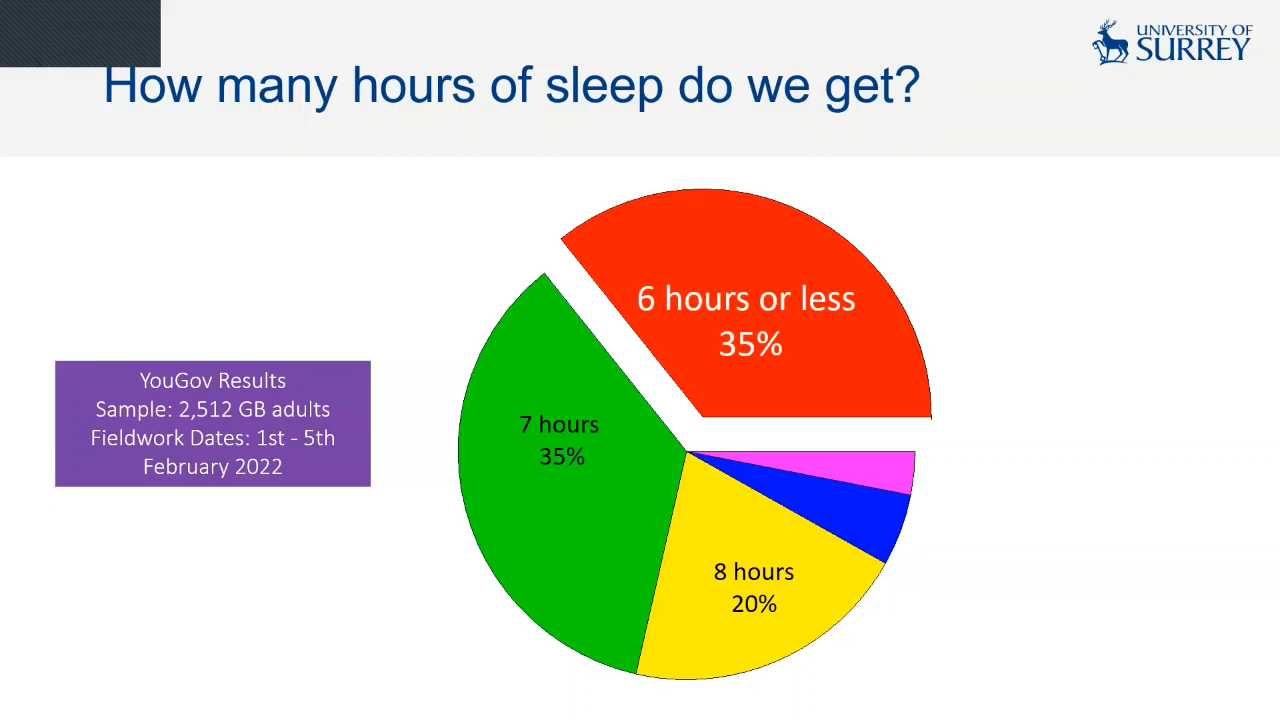 UNIVERSITY OF
SURREY
How many hours of sleep do we get?
6 hours or less
35%
7 hours
35%
YouGov Results
Sample: 2,512 GB adults
Fieldwork Dates: 1st - 5th
February 2022
8 hours
20%